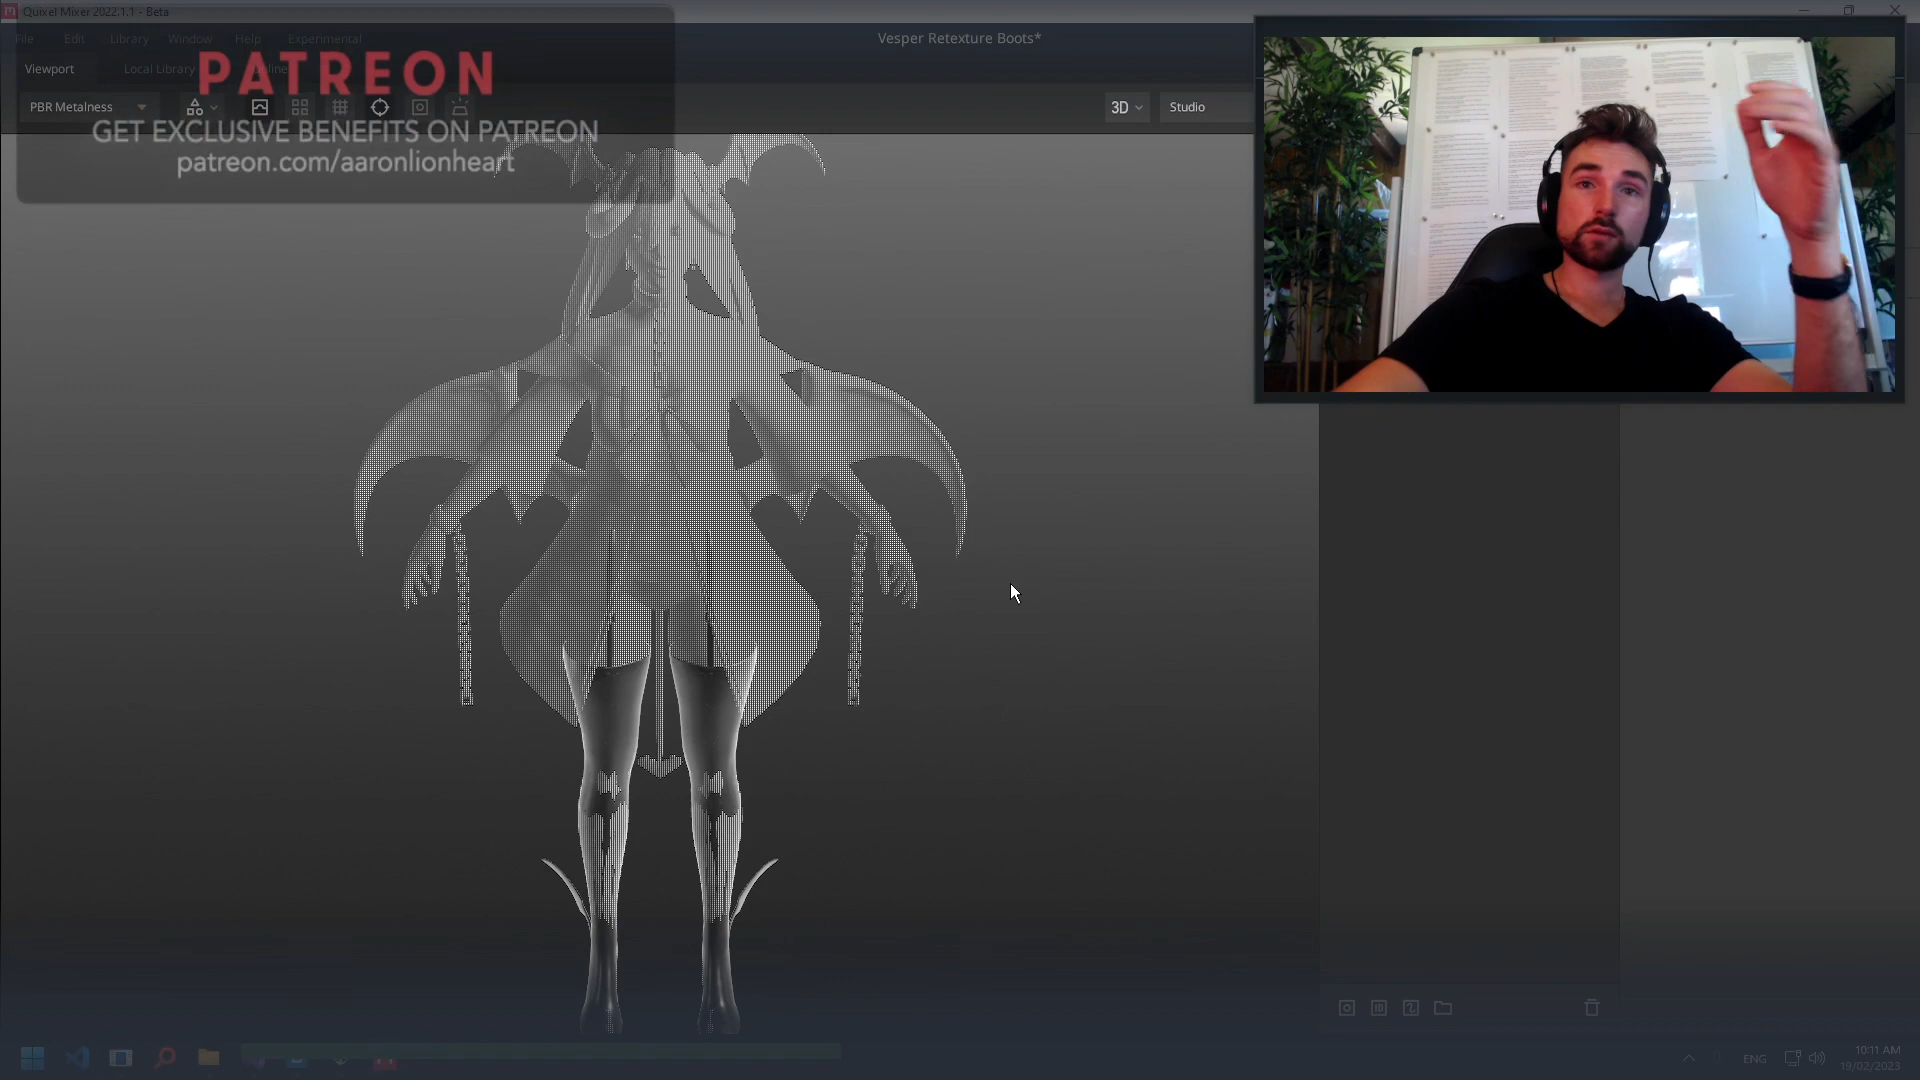 Quixel Mixer 2022.1.1 - Beta
File Edit Library Window Help Experimental
Vesper Retexture Boots*
Viewport Local Library Online
PATREON
PBR Metalness
3D
Studio
GET EXCLUSIVE BENEFITS ON PATREON
patreon.com/aaronlionheart
ENG
10:11 AM
19/02/2023